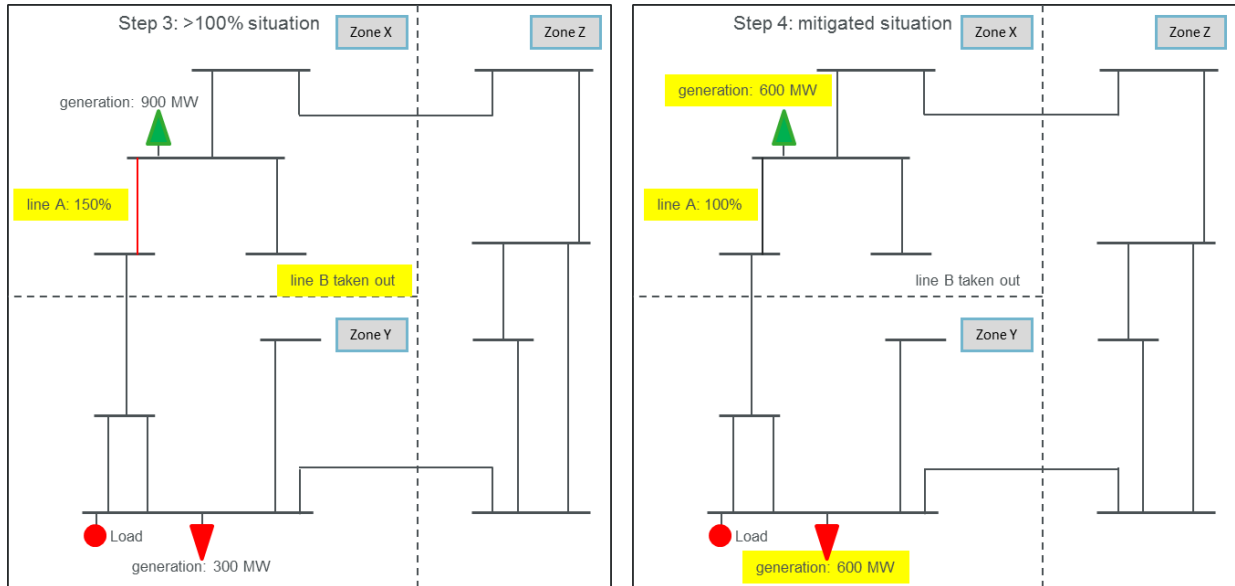 Step 3: >100% situation
Zone X
Zone Z
generation: 900 MW
line A: 150%
line B taken out
Zone Y
Load
generation: 300 MW
Step 4: mitigated situation
Zone X
Zone Z
generation: 600 MW
line A: 100%
line B taken out
Zone Y
Load
generation: 600 MW